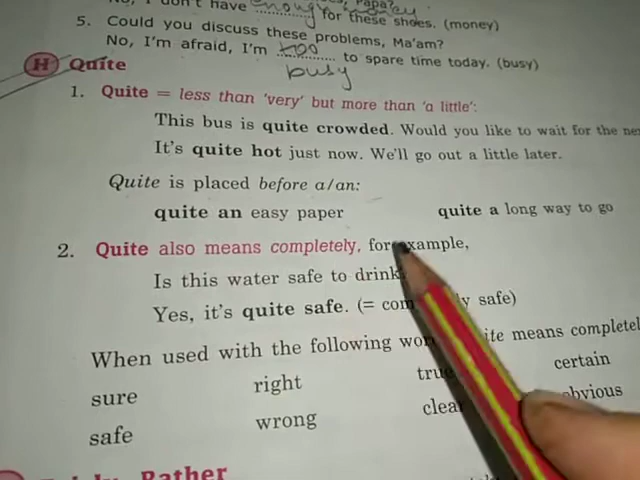 No, I don't have enough money for these shoes. (money)
5. Could you discuss these problems, Ma'am?
No, I'm afraid, I'm too busy to spare time today. (busy)
H Quite
1. Quite = less than 'very' but more than 'a little':
This bus is quite crowded. Would you like to wait for the
It's quite hot just now. We'll go out a little later.
Quite is placed before a/an:
quite an easy paper quite a long way to go
2. Quite also means completely, for example,
Is this water safe to drink
Yes, it's quite safe. (= safe)
When used with the following means
sure right certain
safe wrong clear obvious
Rather